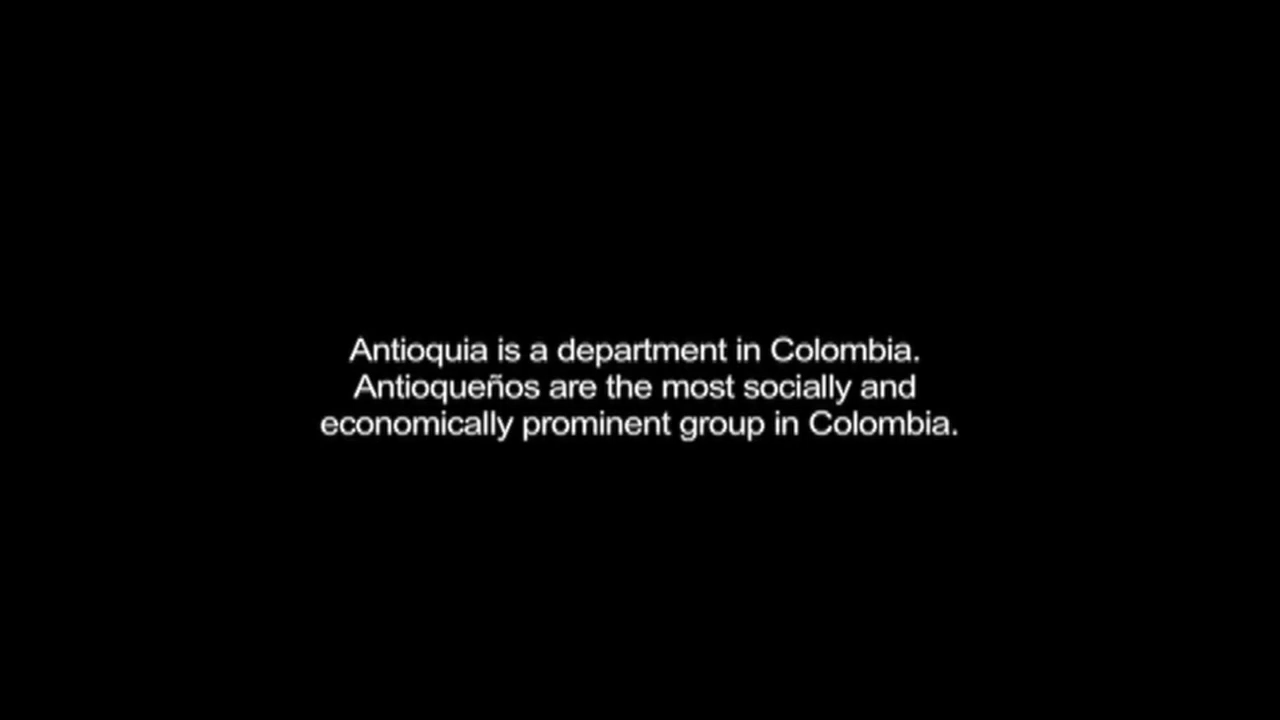 Antioquia is a department in Colombia.
Antioqueños are the most socially and
economically prominent group in Colombia.